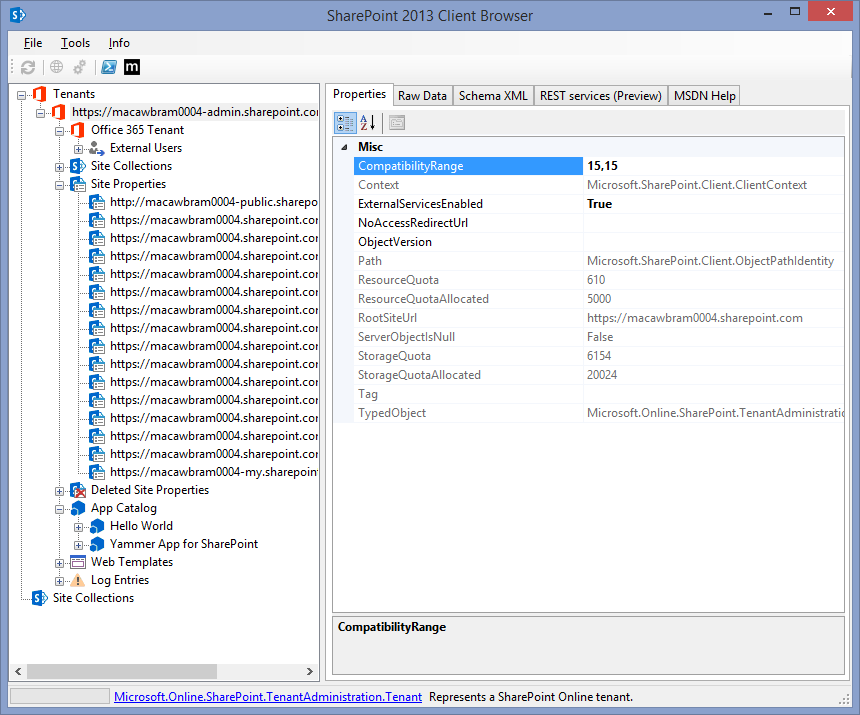 SharePoint 2013 Client Browser
File Tools Info
m
Tenants
https://macawbram0004-admin.sharepoint.cor
Office 365 Tenant
External Users
Site Collections
Site Properties
http://macawbram0004-public.sharepo
https://macawbram0004.sharepoint.cor
https://macawbram0004.sharepoint.cor
https://macawbram0004.sharepoint.cor
https://macawbram0004.sharepoint.cor
https://macawbram0004.sharepoint.cor
https://macawbram0004.sharepoint.cor
https://macawbram0004.sharepoint.cor
https://macawbram0004.sharepoint.cor
https://macawbram0004.sharepoint.cor
https://macawbram0004.sharepoint.cor
https://macawbram0004.sharepoint.cor
https://macawbram0004.sharepoint.cor
https://macawbram0004.sharepoint.cor
https://macawbram0004.sharepoint.cor
https://macawbram0004-my.sharepoint
Deleted Site Properties
App Catalog
Hello World
Yammer App for SharePoint
Web Templates
Log Entries
Site Collections
Properties Raw Data Schema XML REST services (Preview) MSDN Help
Misc
CompatibilityRange 15,15
Context Microsoft.SharePoint.Client.ClientContext
ExternalServicesEnabled True
NoAccessRedirectUrl
ObjectVersion
Path Microsoft.SharePoint.Client.ObjectPathIdentity
ResourceQuota 610
ResourceQuotaAllocated 5000
RootSiteUrl https://macawbram0004.sharepoint.com
ServerObjectIsNull False
StorageQuota 6154
StorageQuotaAllocated 20024
Tag
TypedObject Microsoft.Online.SharePoint.TenantAdministratio
CompatibilityRange
Microsoft.Online.SharePoint.TenantAdministration.Tenant Represents a SharePoint Online tenant.